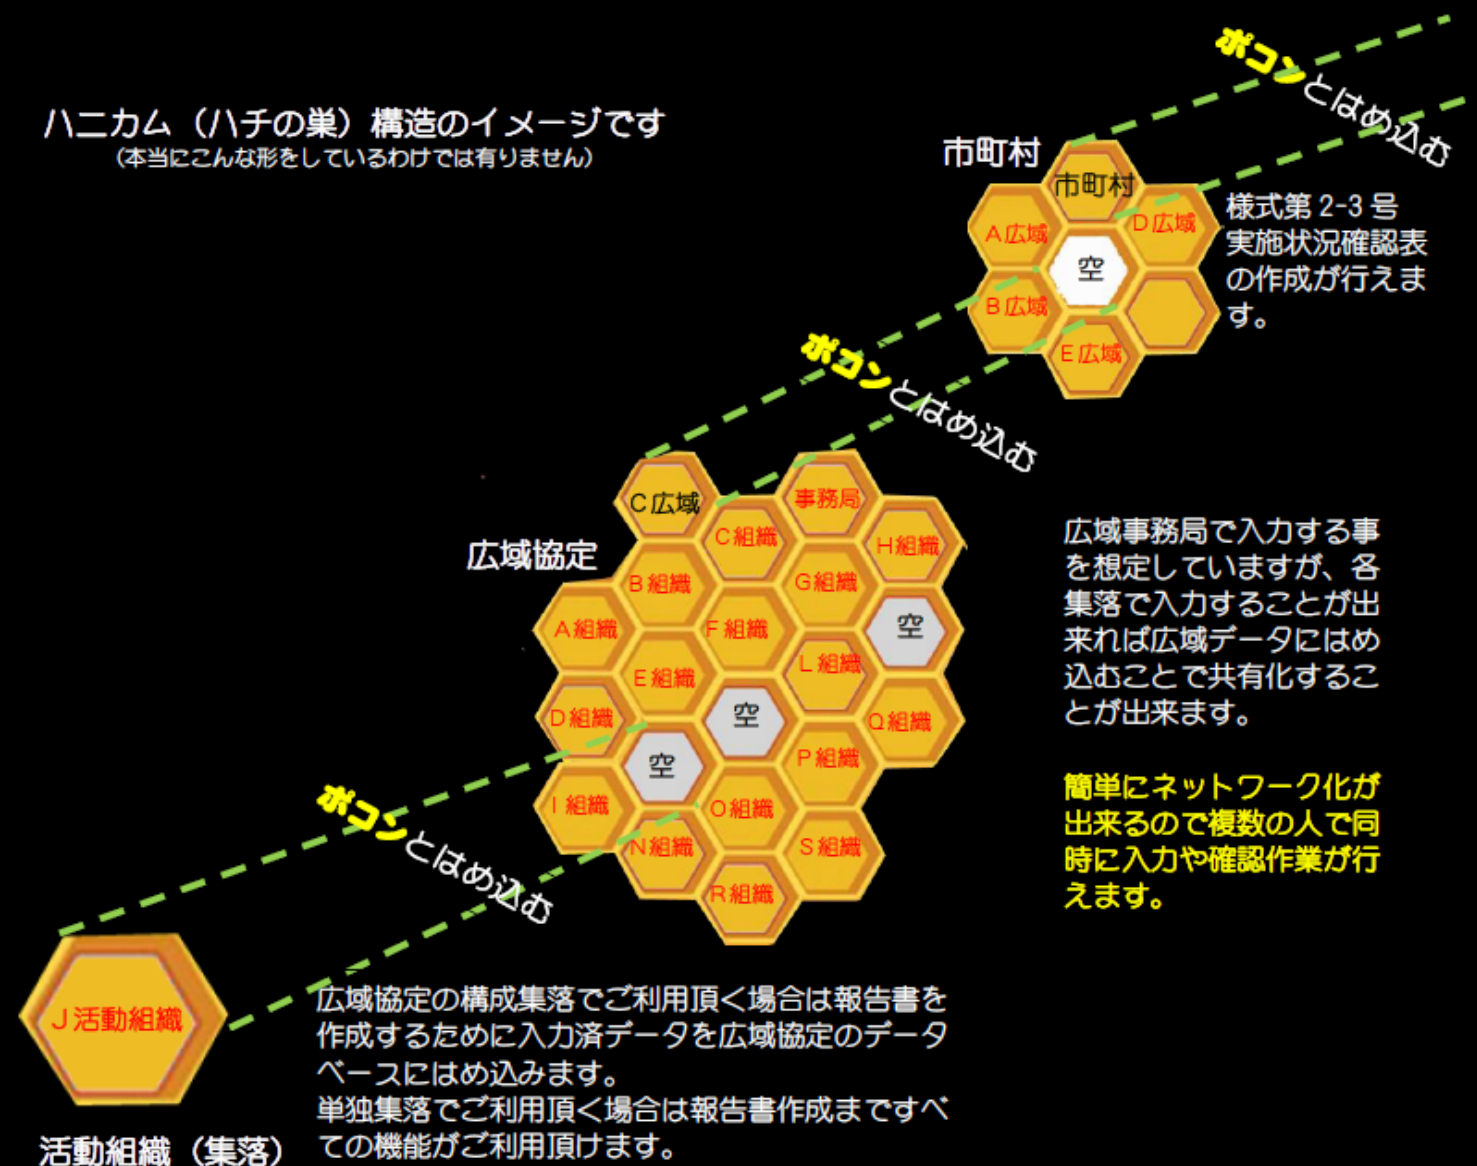 ポコンとはめ込む
ハニカム（ハチの巣）構造のイメージです
（本当にこんな形をしているわけでは有りません）
市町村
市町村
A広域
D広域
空
B広域
E広域
様式第2-3号
実施状況確認表
の作成が行えま
す。
ポコンとはめ込む
広域協定
C広域
事務局
C組織
H組織
B組織
G組織
A組織
F組織
空
E組織
L組織
D組織
空
Q組織
空
P組織
I組織
O組織
N組織
S組織
R組織
広域事務局で入力する事
を想定していますが、各
集落で入力することが出
来れば広域データにはめ
込むことで共有化するこ
とが出来ます。
簡単にネットワーク化が
出来るので複数の人で同
時に入力や確認作業が行
えます。
ポコンとはめ込む
J活動組織
活動組織（集落）
広域協定の構成集落でご利用頂く場合は報告書を
作成するために入力済データを広域協定のデータ
ベースにはめ込みます。
単独集落でご利用頂く場合は報告書作成まですべ
ての機能がご利用頂けます。